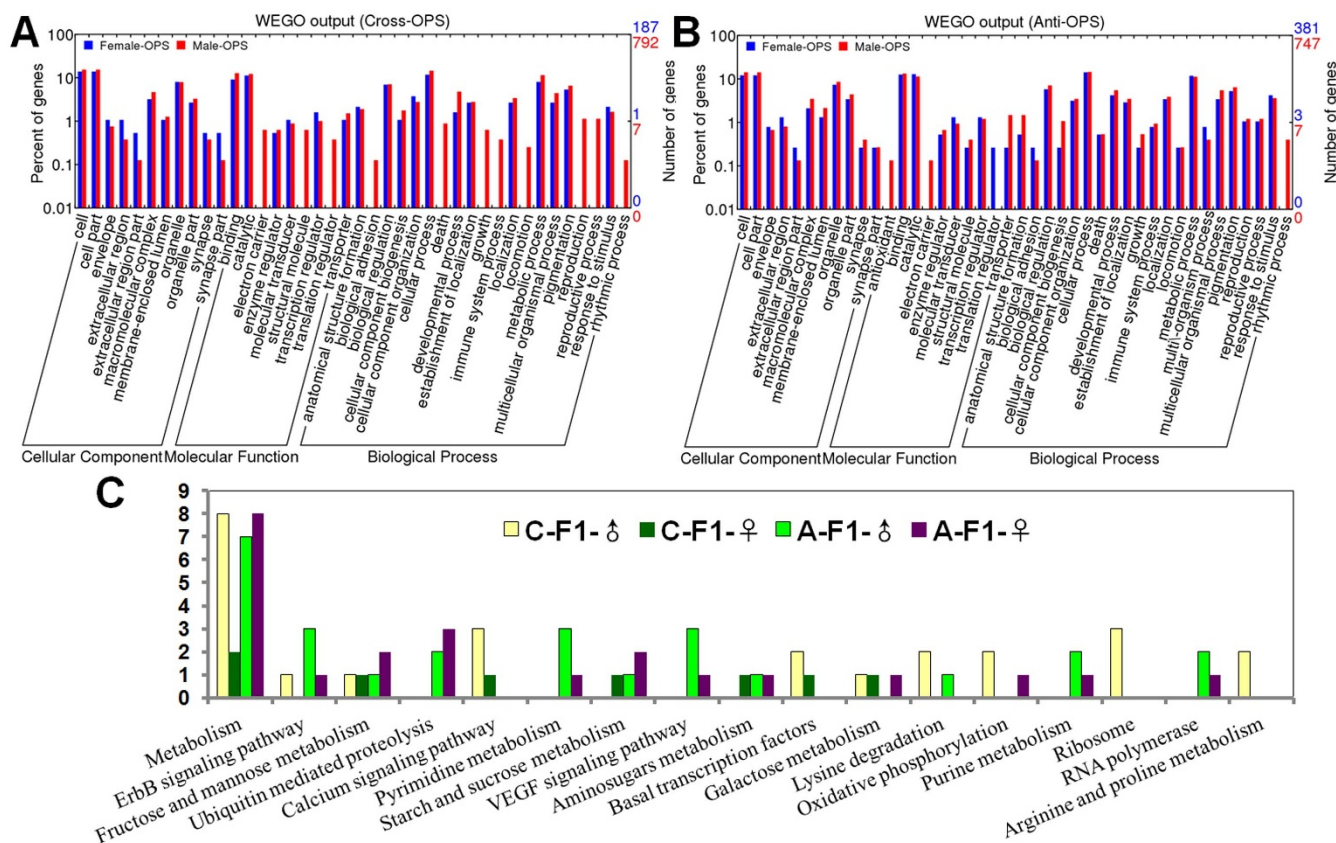 A
WEGO output (Cross-OPS)
Female-OPS
Male-OPS
Percent of genes
100
10
1
0.1
0.01
187
792
1
7
0
0
Number of genes
cell
cell part
envelope
extracellular region
extracellular region part
macromolecular complex
membrane-enclosed lumen
organelle
organelle part
synapse
synapse part
binding
catalytic
electron carrier
enzyme regulator
molecular transducer
structural molecule
transcription regulator
translation regulator
transporter
anatomical structure formation
biological adhesion
biological regulation
cellular component biogenesis
cellular component organization
cellular process
death
developmental process
establishment of localization
growth
immune system process
localization
locomotion
metabolic process
multicellular organismal process
pigmentation
reproduction
reproductive process
response to stimulus
rhythmic process
Cellular Component
Molecular Function
Biological Process
B
WEGO output (Anti-OPS)
Female-OPS
Male-OPS
Percent of genes
100
10
1
0.1
0.01
381
747
3
7
0
0
Number of genes
cell
cell part
envelope
extracellular region
extracellular region part
macromolecular complex
membrane-enclosed lumen
organelle
organelle part
synapse
synapse part
antioxidant
binding
catalytic
electron carrier
enzyme regulator
molecular transducer
structural molecule
transcription regulator
translation regulator
transporter
anatomical structure formation
biological adhesion
biological regulation
cellular component biogenesis
cellular component organization
cellular process
death
developmental process
establishment of localization
growth
immune system process
localization
locomotion
metabolic process
multi-organism process
multicellular organismal process
pigmentation
reproduction
reproductive process
response to stimulus
rhythmic process
Cellular Component
Molecular Function
Biological Process
C
C-F1-♂
C-F1-♀
A-F1-♂
A-F1-♀
9
8
7
6
5
4
3
2
1
0
Metabolism
ErbB signaling pathway
Fructose and mannose metabolism
Ubiquitin mediated proteolysis
Calcium signaling pathway
Pyrimidine metabolism
Starch and sucrose metabolism
VEGF signaling pathway
Aminosugars metabolism
Basal transcription factors
Galactose metabolism
Lysine degradation
Oxidative phosphorylation
Purine metabolism
Ribosome
RNA polymerase
Arginine and proline metabolism